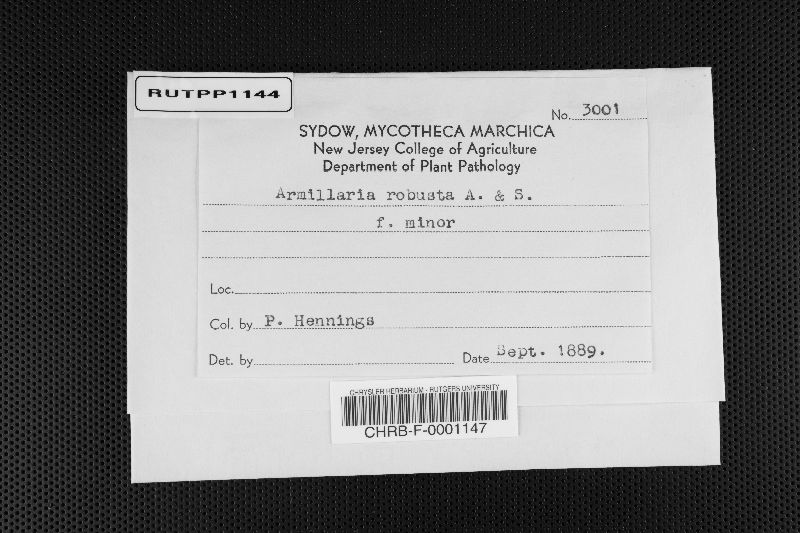 RUTPP1144
No. 3001
SYDOW, MYCOTHECA MARCHICA
New Jersey College of Agriculture
Department of Plant Pathology
Armillaria robusta A. & S.
f. minor
Loc.
Col. by P. Hennings
Det. by
Date Sept. 1889.
CHRYSLER HERBARIUM - RUTGERS UNIVERSITY
CHRB-F-0001147